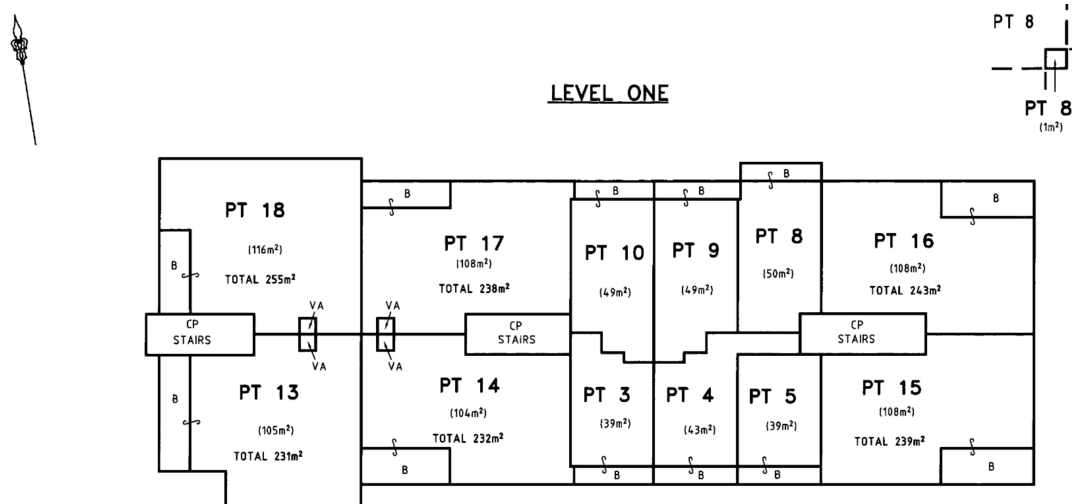 PT 8
PT 8
(1m²)
LEVEL ONE
B
B
B
B
B
PT 18
(116m²)
TOTAL 255m²
B
PT 17
(108m²)
TOTAL 238m²
PT 10
(49m²)
PT 9
(49m²)
PT 8
(50m²)
PT 16
(108m²)
TOTAL 243m²
B
VA
VA
CP
STAIRS
CP
STAIRS
CP
STAIRS
VA
VA
B
PT 13
(105m²)
TOTAL 231m²
PT 14
(104m²)
TOTAL 232m²
PT 3
(39m²)
PT 4
(43m²)
PT 5
(39m²)
PT 15
(108m²)
TOTAL 239m²
B
B
B
B
B